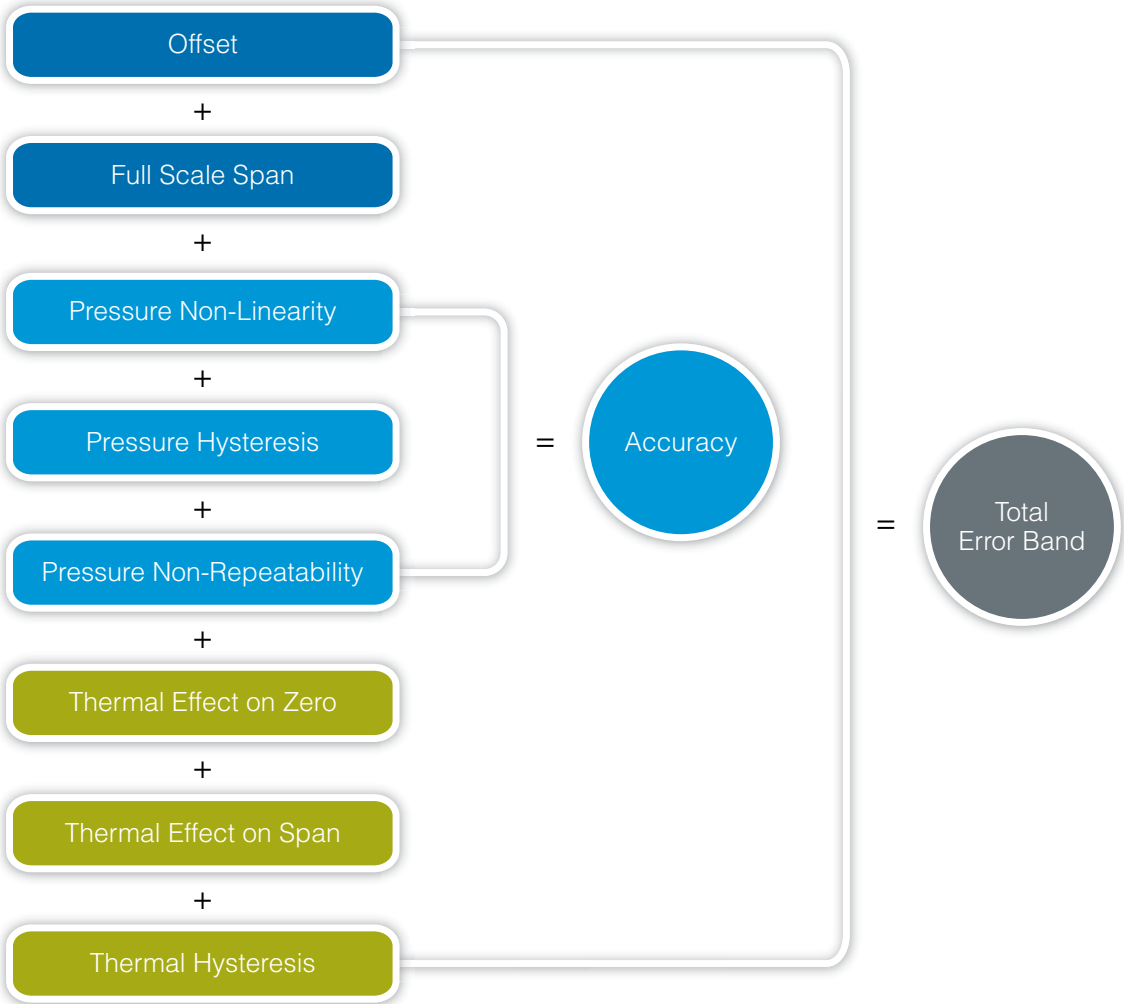 Offset
+
Full Scale Span
+
Pressure Non-Linearity
+
Pressure Hysteresis
+
Pressure Non-Repeatability
+
Thermal Effect on Zero
+
Thermal Effect on Span
+
Thermal Hysteresis
=
Accuracy
=
Total
Error Band